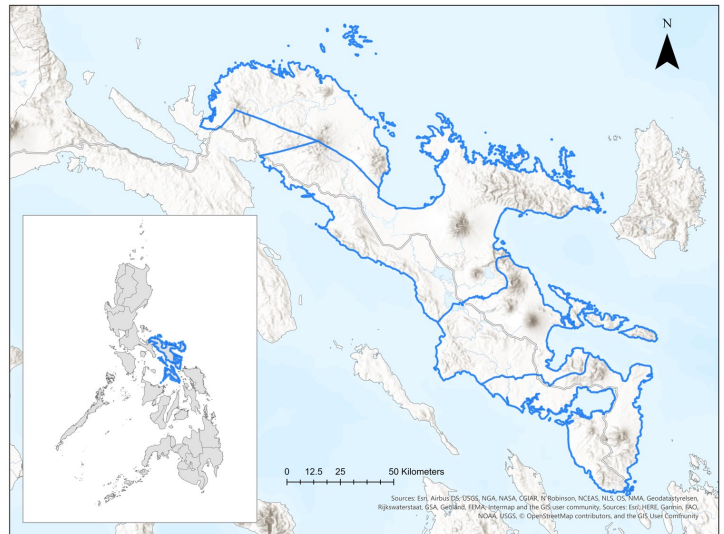 N
0 12.5 25 50 Kilometers
Sources: Esri, Airbus DS, USGS, NGA, NASA, CGIAR, N Robinson, NCEAS, NLS, OS, NMA, Geodatastyrelsen,
Rijkswaterstaat, GSA, Geoland, FEMA, Intermap and the GIS user community, Sources: Esri, HERE, Garmin, FAO,
NOAA, USGS, © OpenStreetMap contributors, and the GIS User Community